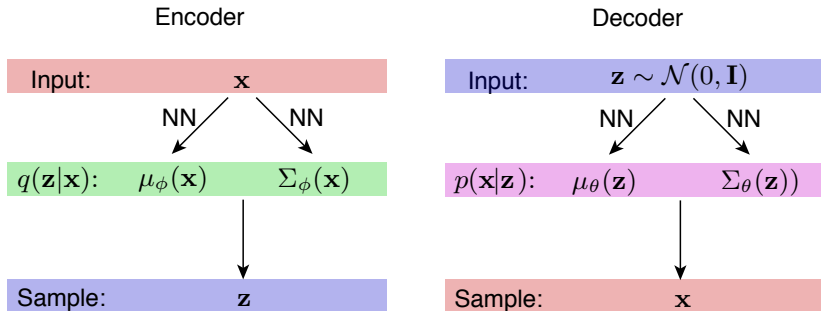 Encoder
Input: x
NN NN
q(z|x): μ_ϕ(x) Σ_ϕ(x)
Sample: z
Decoder
Input: z ∼ 𝒩(0, I)
NN NN
p(x|z): μ_θ(z) Σ_θ(z))
Sample: x